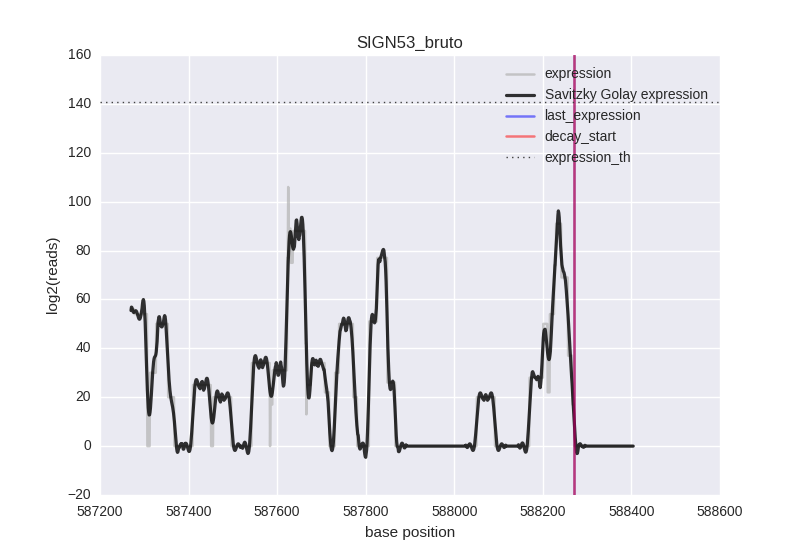 SIGN53_bruto
160
140
120
100
80
60
40
20
0
−20
log2(reads)
expression
Savitzky Golay expression
last_expression
decay_start
expression_th
587200 587400 587600 587800 588000 588200 588400 588600
base position